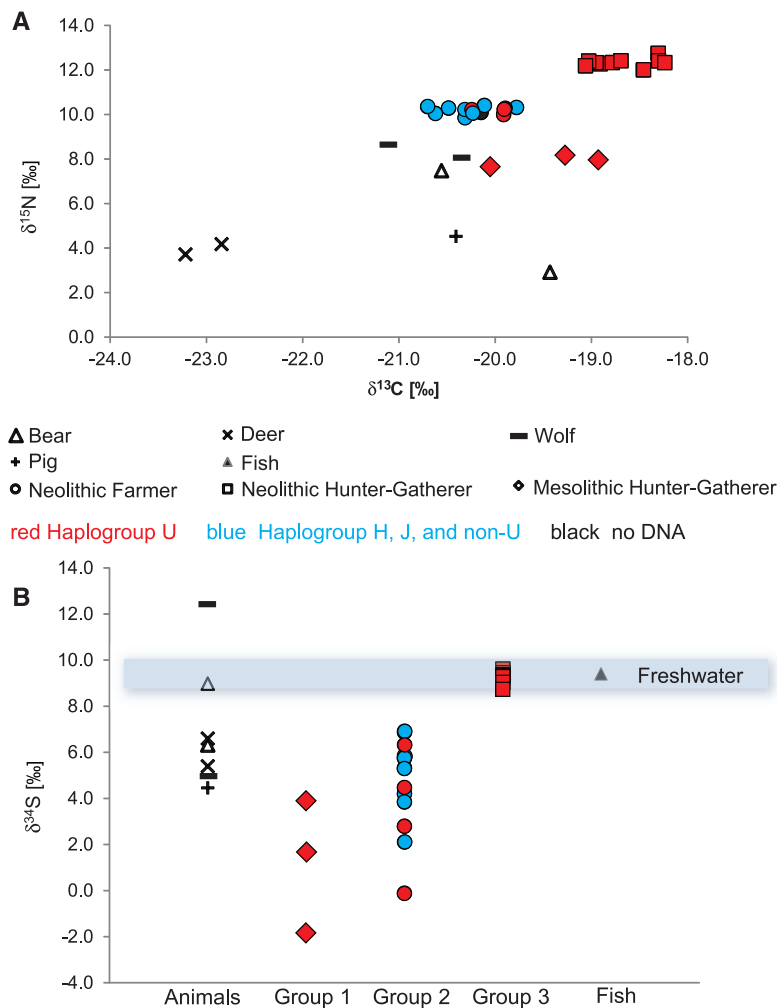 A
14.0
12.0
10.0
8.0
6.0
4.0
2.0
0.0
δ15N [‰]
-24.0 -23.0 -22.0 -21.0 -20.0 -19.0 -18.0
δ13C [‰]
Bear Deer Wolf
Pig Fish
Neolithic Farmer Neolithic Hunter-Gatherer Mesolithic Hunter-Gatherer
red Haplogroup U blue Haplogroup H, J, and non-U black no DNA
B
14.0
12.0
10.0
8.0
6.0
4.0
2.0
0.0
-2.0
-4.0
δ34S [‰]
Freshwater
Animals Group 1 Group 2 Group 3 Fish